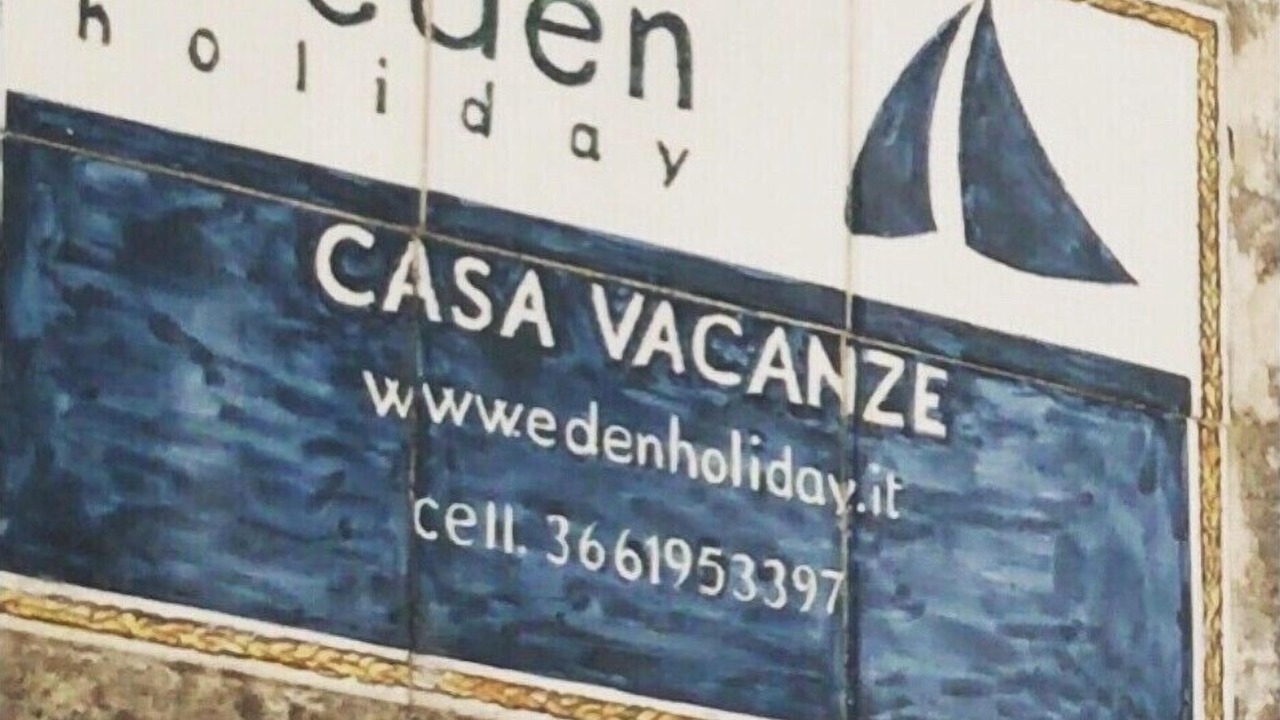 eden
holiday
CASA VACANZE
www.edenholiday.it
cell. 3661953397